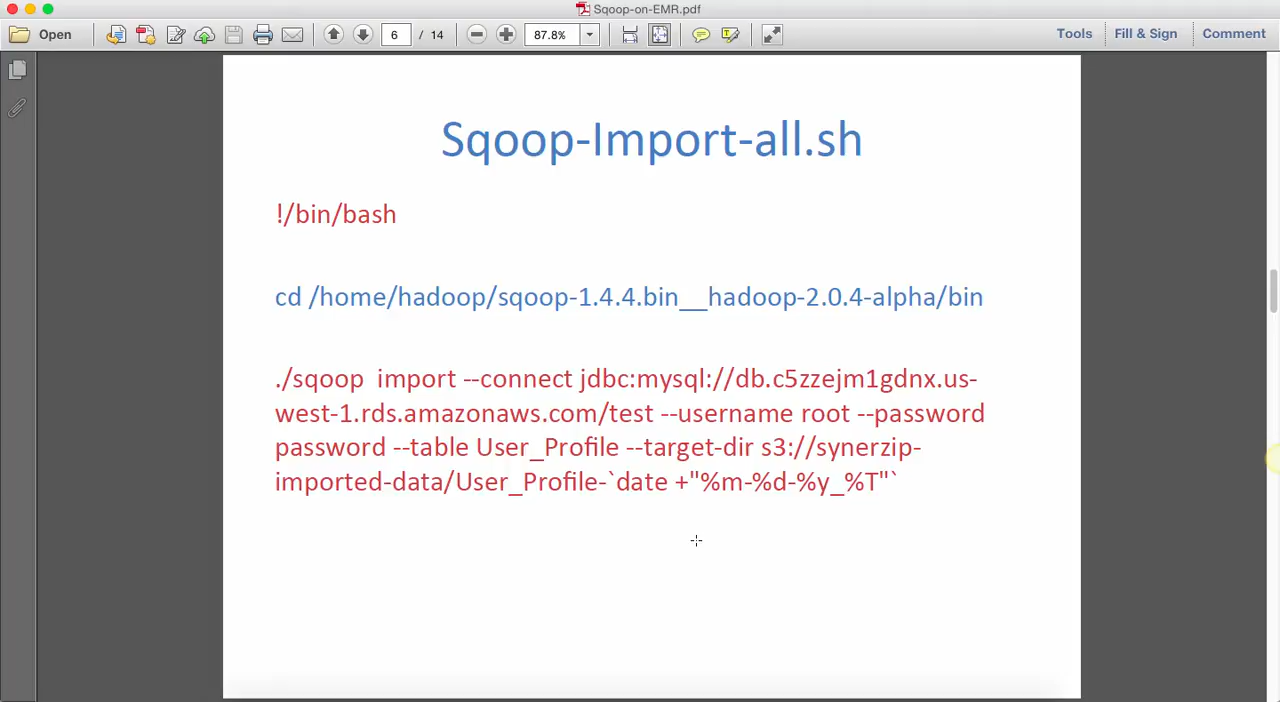 Sqoop-on-EMR.pdf
Open
6 / 14
87.8%
Tools
Fill & Sign
Comment
Sqoop-Import-all.sh
!/bin/bash
cd /home/hadoop/sqoop-1.4.4.bin__hadoop-2.0.4-alpha/bin
./sqoop  import --connect jdbc:mysql://db.c5zzejm1gdnx.us-
west-1.rds.amazonaws.com/test --username root --password
password --table User_Profile --target-dir s3://synerzip-
imported-data/User_Profile-`date +"%m-%d-%y_%T"`